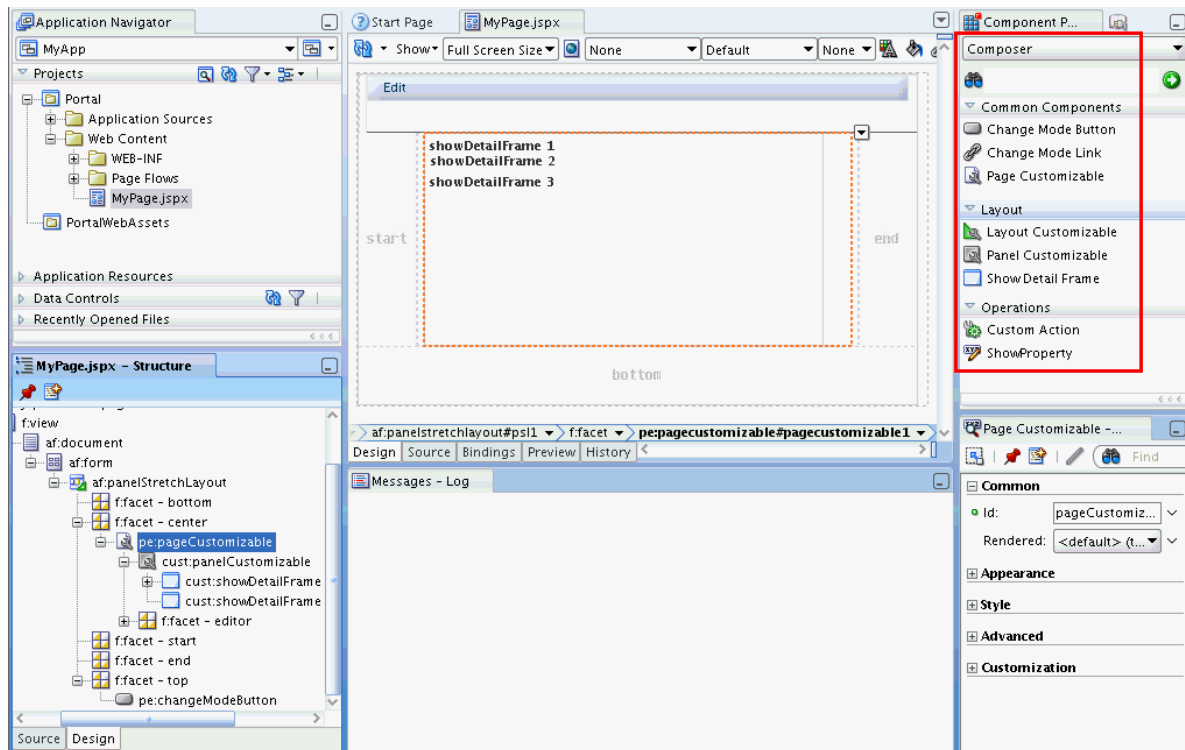 Application Navigator
MyApp
Projects
Portal
Application Sources
Web Content
WEB-INF
Page Flows
MyPage.jspx
PortalWebAssets
Application Resources
Data Controls
Recently Opened Files
MyPage.jspx - Structure
f:view
af:document
af:form
af:panelStretchLayout
f:facet - bottom
f:facet - center
pe:pageCustomizable
cust:panelCustomizable
cust:showDetailFrame
cust:showDetailFrame
f:facet - editor
f:facet - start
f:facet - end
f:facet - top
pe:changeModeButton
Source Design
Start Page MyPage.jspx
Show Full Screen Size None Default None
Edit
showDetailFrame 1
showDetailFrame 2
showDetailFrame 3
start
end
bottom
af:panelstretchlayout#psl1 f:facet pe:pagecustomizable#pagecustomizable1
Design Source Bindings Preview History
Messages - Log
Component P...
Composer
Common Components
Change Mode Button
Change Mode Link
Page Customizable
Layout
Layout Customizable
Panel Customizable
Show Detail Frame
Operations
Custom Action
ShowProperty
Page Customizable -...
Find
Common
Id: pageCustomiz...
Rendered: <default> (t...
Appearance
Style
Advanced
Customization